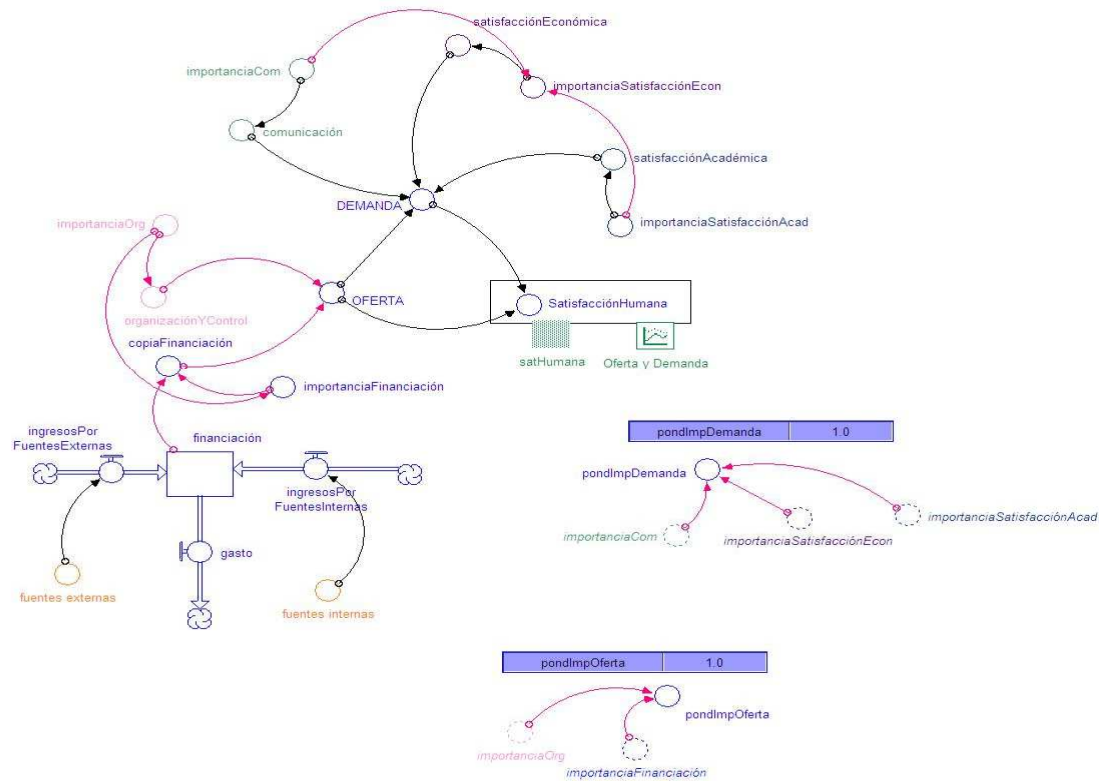 satisfacciónEconómica
importanciaCom
importanciaSatisfacciónEcon
comunicación
satisfacciónAcadémica
DEMANDA
importanciaOrg
importanciaSatisfacciónAcad
OFERTA
SatisfacciónHumana
organizaciónYControl
copiaFinanciación
satHumana
Oferta y Demanda
importanciaFinanciación
ingresosPor
FuentesExternas
financiación
pondImpDemanda
1.0
pondImpDemanda
ingresosPor
FuentesInternas
importanciaSatisfacciónAcad
importanciaCom
importanciaSatisfacciónEcon
gasto
fuentes externas
fuentes internas
pondImpOferta
1.0
pondImpOferta
importanciaOrg
importanciaFinanciación